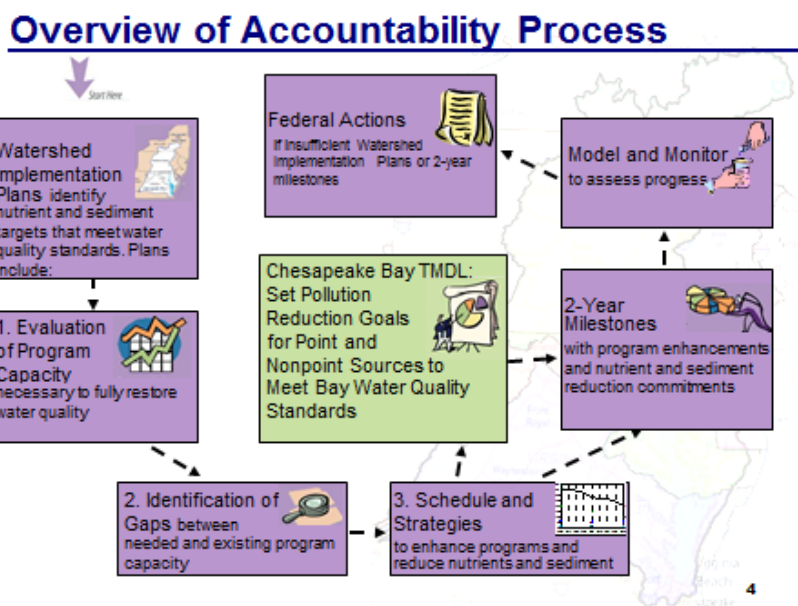 Overview of Accountability Process
Start Here
Watershed
Implementation
Plans identify
nutrient and sediment
targets that meet water
quality standards. Plans
include:
1. Evaluation
of Program
Capacity
necessary to fully restore
water quality
2. Identification of
Gaps between
needed and existing program
capacity
3. Schedule and
Strategies
to enhance programs and
reduce nutrients and sediment
Chesapeake Bay TMDL:
Set Pollution
Reduction Goals
for Point and
Nonpoint Sources to
Meet Bay Water Quality
Standards
2-Year
Milestones
with program enhancements
and nutrient and sediment
reduction commitments
Model and Monitor
to assess progress
Federal Actions
if Insufficient Watershed
Implementation Plans or 2-year
milestones
4